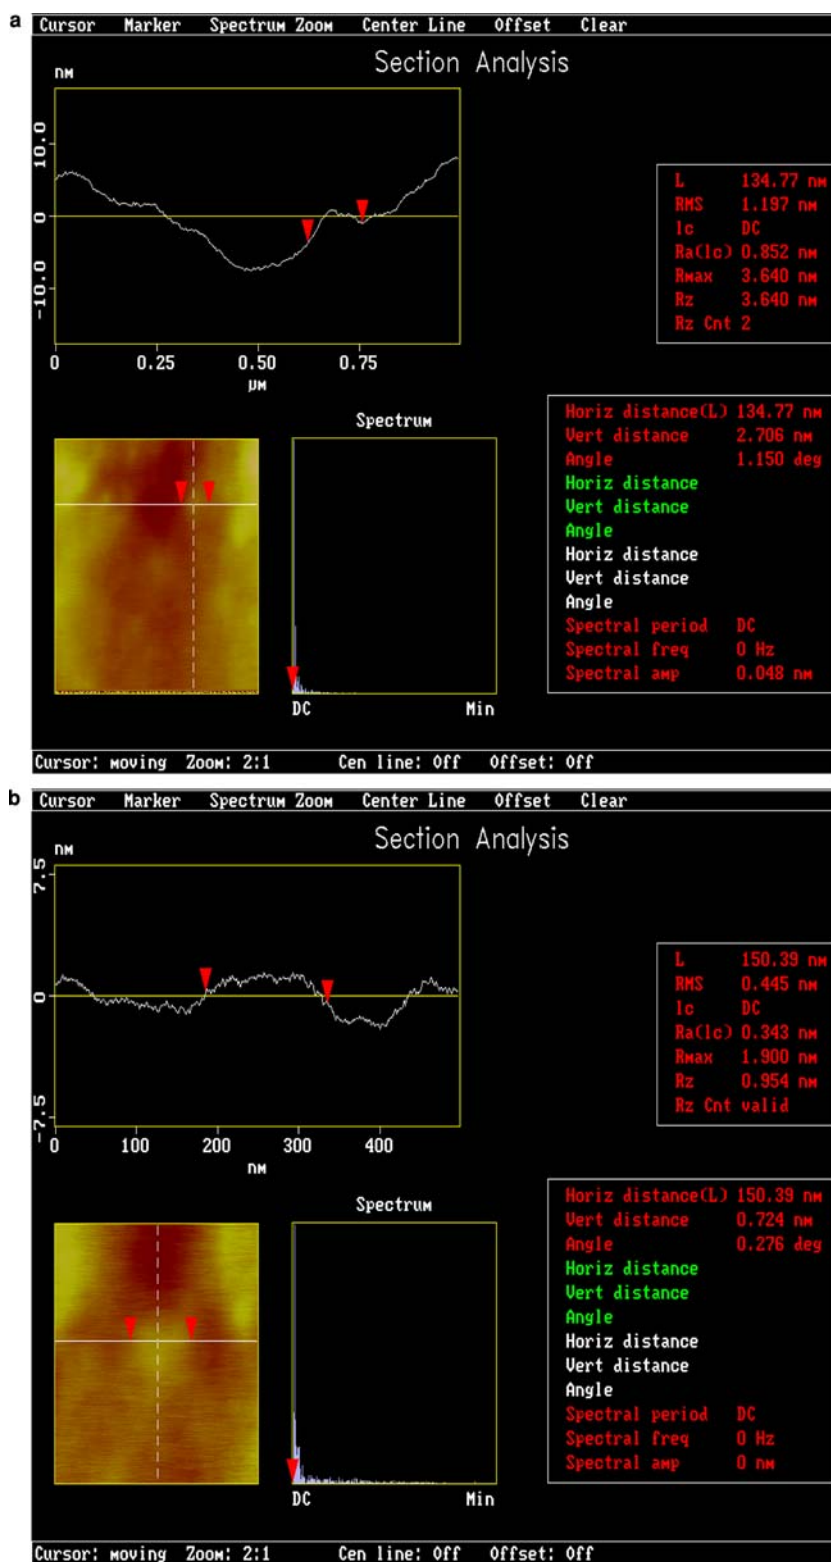 a
Cursor Marker Spectrum Zoom Center Line Offset Clear
Section Analysis
nm
10.0
0
-10.0
0 0.25 0.50 0.75
µm
L 134.77 nm
RMS 1.197 nm
lc DC
Ra(lc) 0.852 nm
Rmax 3.640 nm
Rz 3.640 nm
Rz Cnt 2
Spectrum
DC Min
Horiz distance(L) 134.77 nm
Vert distance 2.706 nm
Angle 1.150 deg
Horiz distance
Vert distance
Angle
Horiz distance
Vert distance
Angle
Spectral period DC
Spectral freq 0 Hz
Spectral amp 0.048 nm
Cursor: moving Zoom: 2:1 Cen line: Off Offset: Off
b
Cursor Marker Spectrum Zoom Center Line Offset Clear
Section Analysis
nm
7.5
0
-7.5
0 100 200 300 400
nm
L 150.39 nm
RMS 0.445 nm
lc DC
Ra(lc) 0.343 nm
Rmax 1.900 nm
Rz 0.954 nm
Rz Cnt valid
Spectrum
DC Min
Horiz distance(L) 150.39 nm
Vert distance 0.724 nm
Angle 0.276 deg
Horiz distance
Vert distance
Angle
Horiz distance
Vert distance
Angle
Spectral period DC
Spectral freq 0 Hz
Spectral amp 0 nm
Cursor: moving Zoom: 2:1 Cen line: Off Offset: Off